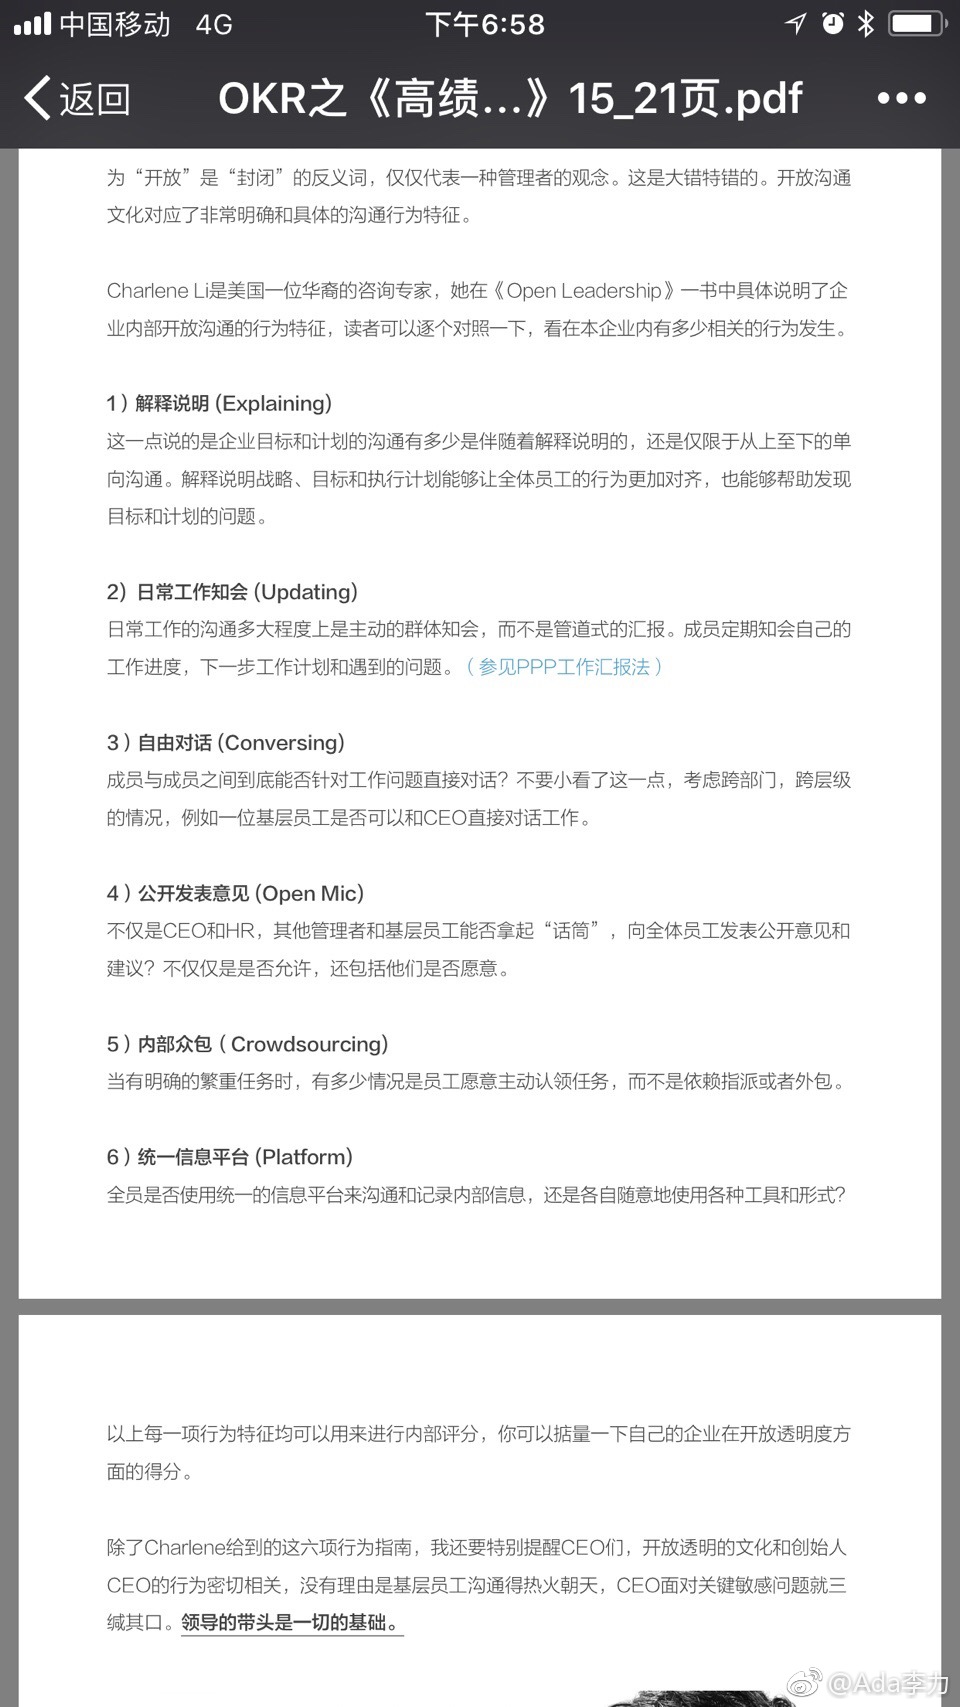 中国移动 4G 下午6:58
返回 OKR之《高绩...》15_21页.pdf
为“开放”是“封闭”的反义词，仅仅代表一种管理者的观念。这是大错特错的。开放沟通
文化对应了非常明确和具体的沟通行为特征。
Charlene Li是美国一位华裔的咨询专家，她在《Open Leadership》一书中具体说明了企
业内部开放沟通的行为特征，读者可以逐个对照一下，看在本企业内有多少相关的行为发生。
1）解释说明 (Explaining)
这一点说的是企业目标和计划的沟通有多少是伴随着解释说明的，还是仅限于从上至下的单
向沟通。解释说明战略、目标和执行计划能够让全体员工的行为更加对齐，也能够帮助发现
目标和计划的问题。
2) 日常工作知会 (Updating)
日常工作的沟通多大程度上是主动的群体知会，而不是管道式的汇报。成员定期知会自己的
工作进度，下一步工作计划和遇到的问题。（参见PPP工作汇报法）
3）自由对话 (Conversing)
成员与成员之间到底能否针对工作问题直接对话？不要小看了这一点，考虑跨部门，跨层级
的情况，例如一位基层员工是否可以和CEO直接对话工作。
4）公开发表意见 (Open Mic)
不仅是CEO和HR，其他管理者和基层员工能否拿起“话筒”，向全体员工发表公开意见和
建议？不仅仅是是否允许，还包括他们是否愿意。
5）内部众包（ Crowdsourcing)
当有明确的繁重任务时，有多少情况是员工愿意主动认领任务，而不是依赖指派或者外包。
6）统一信息平台 (Platform)
全员是否使用统一的信息平台来沟通和记录内部信息，还是各自随意地使用各种工具和形式？
以上每一项行为特征均可以用来进行内部评分，你可以掂量一下自己的企业在开放透明度方
面的得分。
除了Charlene给到的这六项行为指南，我还要特别提醒CEO们，开放透明的文化和创始人
CEO的行为密切相关，没有理由是基层员工沟通得热火朝天，CEO面对关键敏感问题就三
缄其口。领导的带头是一切的基础。
@Ada李力